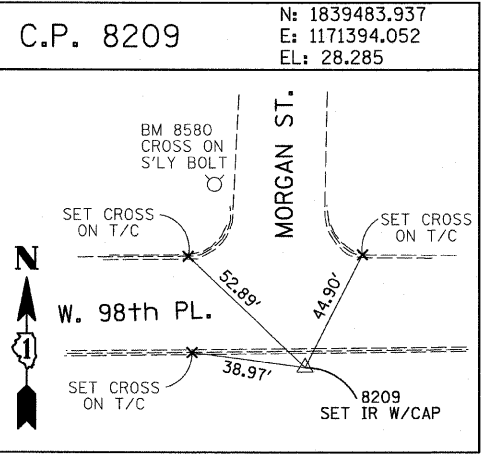 C.P. 8209
N: 1839483.937
E: 1171394.052
EL: 28.285
BM 8580
CROSS ON
S'LY BOLT
MORGAN ST.
SET CROSS
ON T/C
SET CROSS
ON T/C
N
1
52.89'
44.90'
W. 98th PL.
38.97'
SET CROSS
ON T/C
8209
SET IR W/CAP